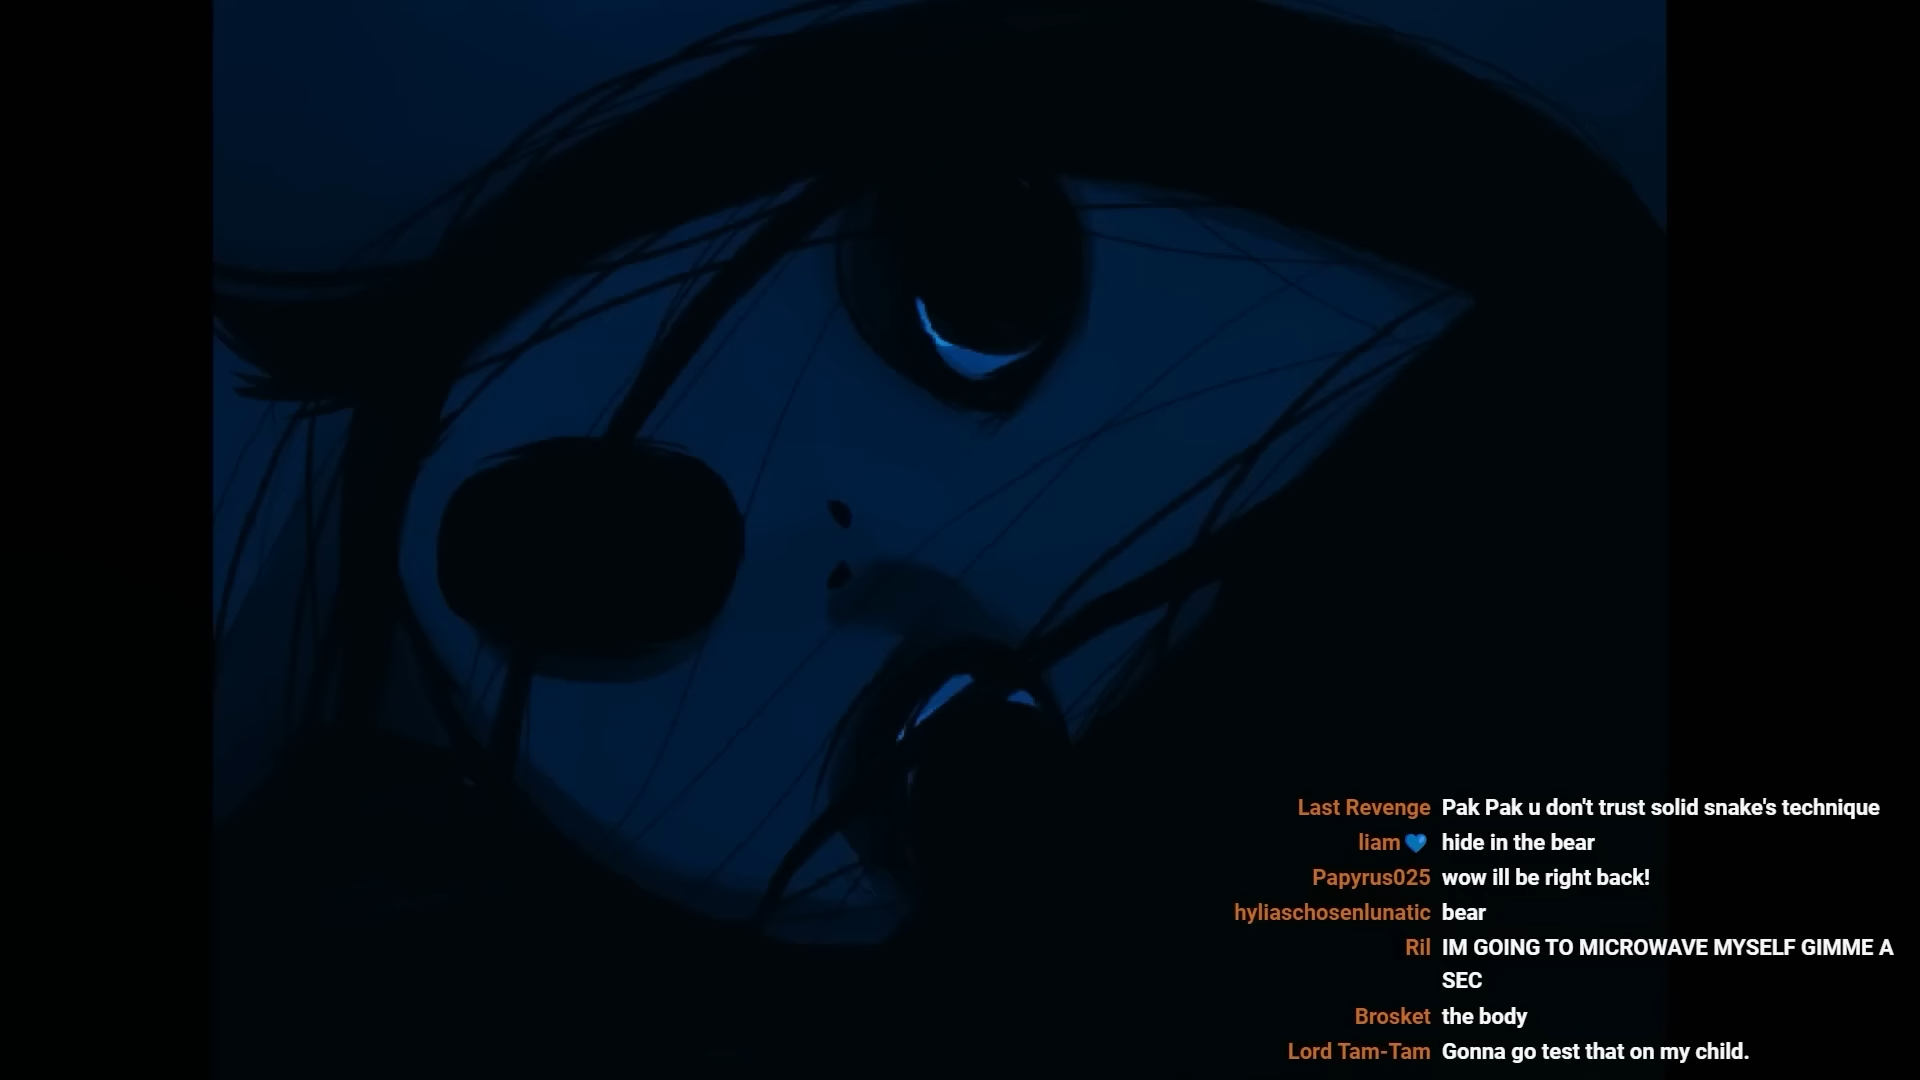 Last Revenge Pak Pak u don't trust solid snake's technique
liam💙 hide in the bear
Papyrus025 wow ill be right back!
hyliaschosenlunatic bear
Ril IM GOING TO MICROWAVE MYSELF GIMME A
SEC
Brosket the body
Lord Tam-Tam Gonna go test that on my child.